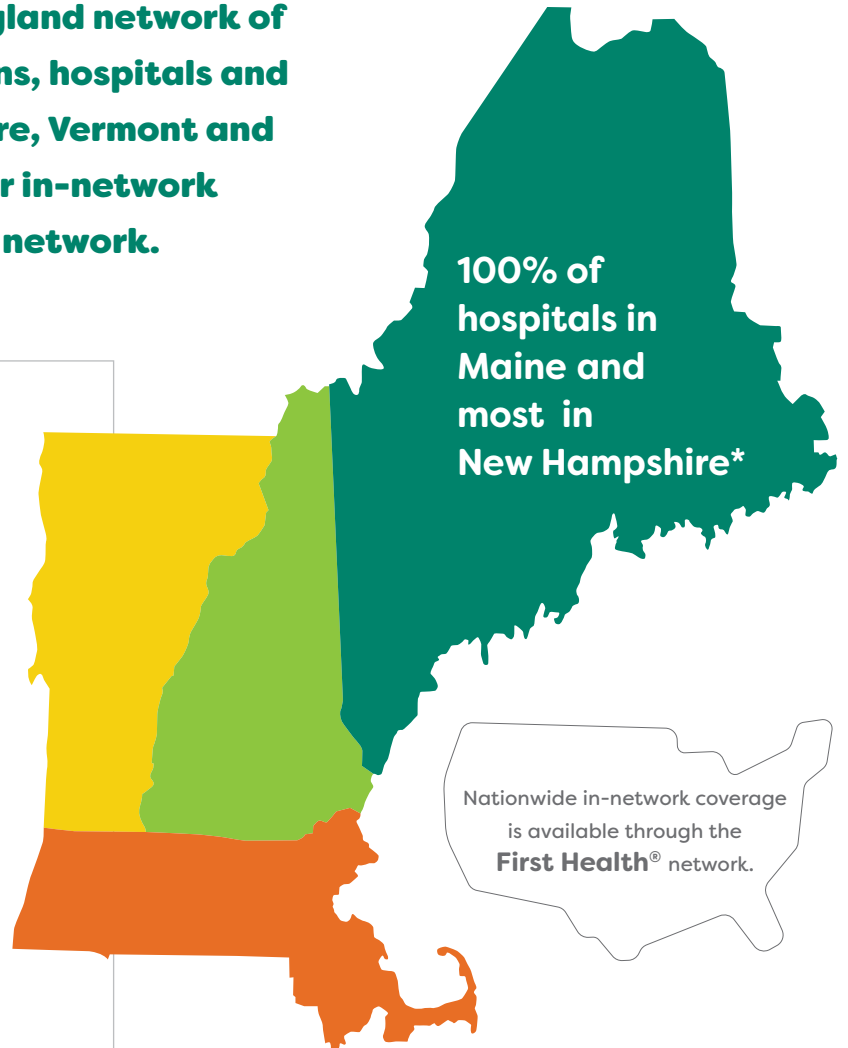 gland network of
ns, hospitals and
re, Vermont and
r in-network
network.
100% of
hospitals in
Maine and
most in
New Hampshire*
Nationwide in-network coverage
is available through the
First Health® network.